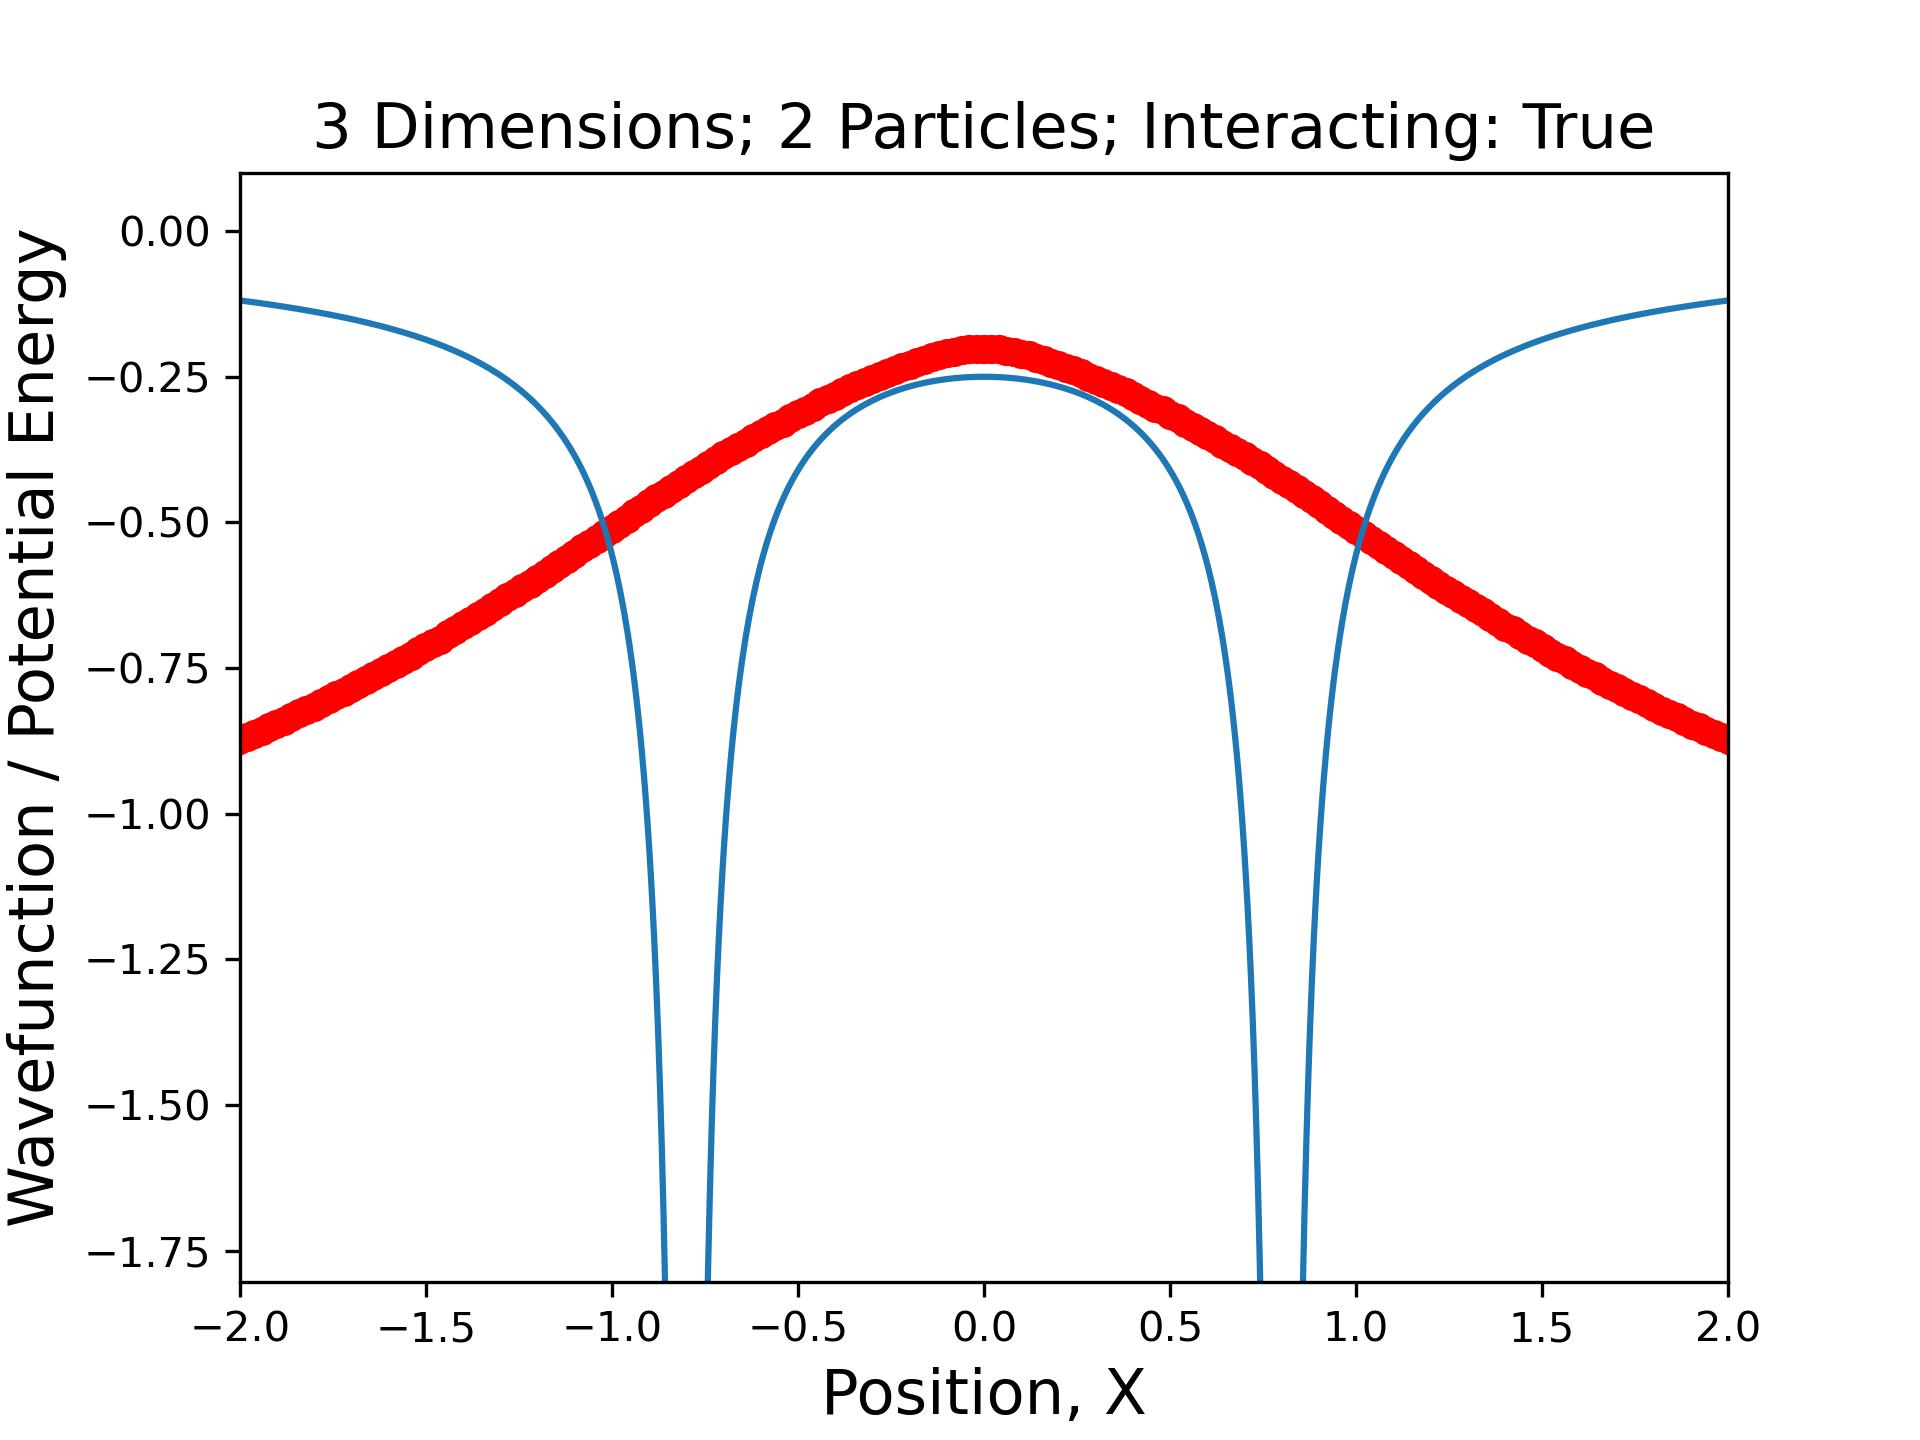 3 Dimensions; 2 Particles; Interacting: True
Wavefunction / Potential Energy
0.00
−0.25
−0.50
−0.75
−1.00
−1.25
−1.50
−1.75
−2.0 −1.5 −1.0 −0.5 0.0 0.5 1.0 1.5 2.0
Position, X